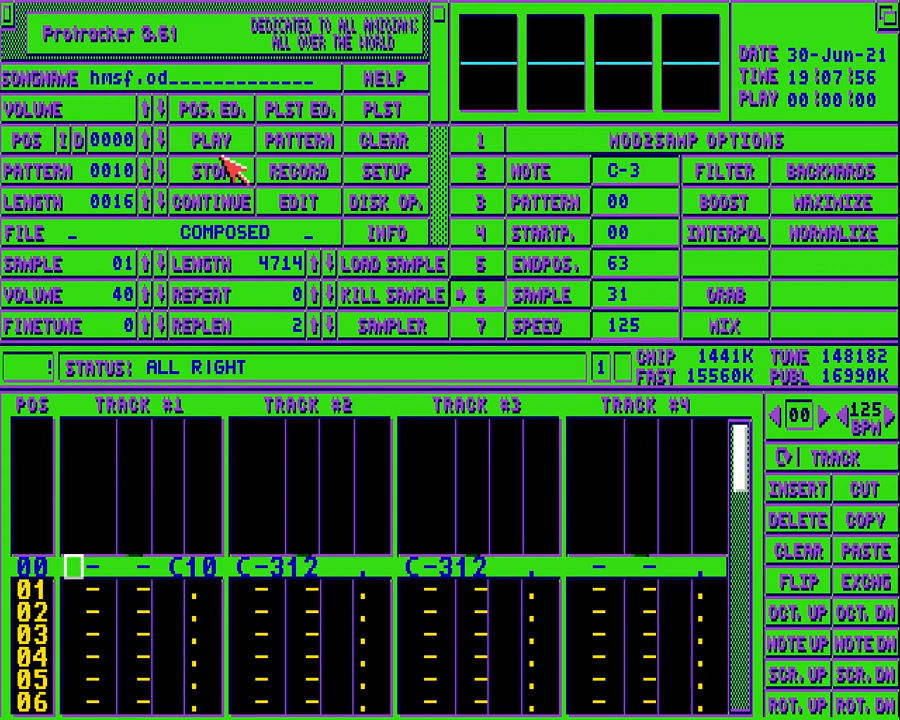 Protracker 3.61
DEDICATED TO ALL AMIGIANS
ALL OVER THE WORLD
DATE 30-Jun-21
TIME 19:07:56
PLAY 00:00:00
SONGNAME hmsf.od_____________ HELP
VOLUME POS. ED. PLST ED. PLST
POS I D 0000 PLAY PATTERN CLEAR 1 MOD2SAMP OPTIONS
PATTERN 0010 STOP RECORD SETUP 2 NOTE C-3 FILTER BACKWARDS
LENGTH 0016 CONTINUE EDIT DISK OP. 3 PATTERN 00 BOOST MAXIMIZE
FILE _ COMPOSED _ INFO 4 STARTP. 00 INTERPOL NORMALIZE
SAMPLE 01 LENGTH 4714 LOAD SAMPLE 5 ENDPOS. 63
VOLUME 40 REPEAT 0 KILL SAMPLE 6 SAMPLE 31 GRAB
FINETUNE 0 REPLEN 2 SAMPLER 7 SPEED 125 MIX
! STATUS: ALL RIGHT 1 CHIP 1441K TUNE 148182
FAST 15560K PUBL 16990K
POS TRACK #1 TRACK #2 TRACK #3 TRACK #4 00 125 BPM
TRACK
INSERT CUT
DELETE COPY
CLEAR PASTE
00 - - C10 C-312 . C-312 . - - .
01 - - . - - . - - . - - . FLIP EXCHG
02 - - . - - . - - . - - . OCT. UP OCT. DN
03 - - . - - . - - . - - . NOTE UP NOTE DN
04 - - . - - . - - . - - .
05 - - . - - . - - . - - . SCR. UP SCR. DN
06 - - . - - . - - . - - . ROT. UP ROT. DN